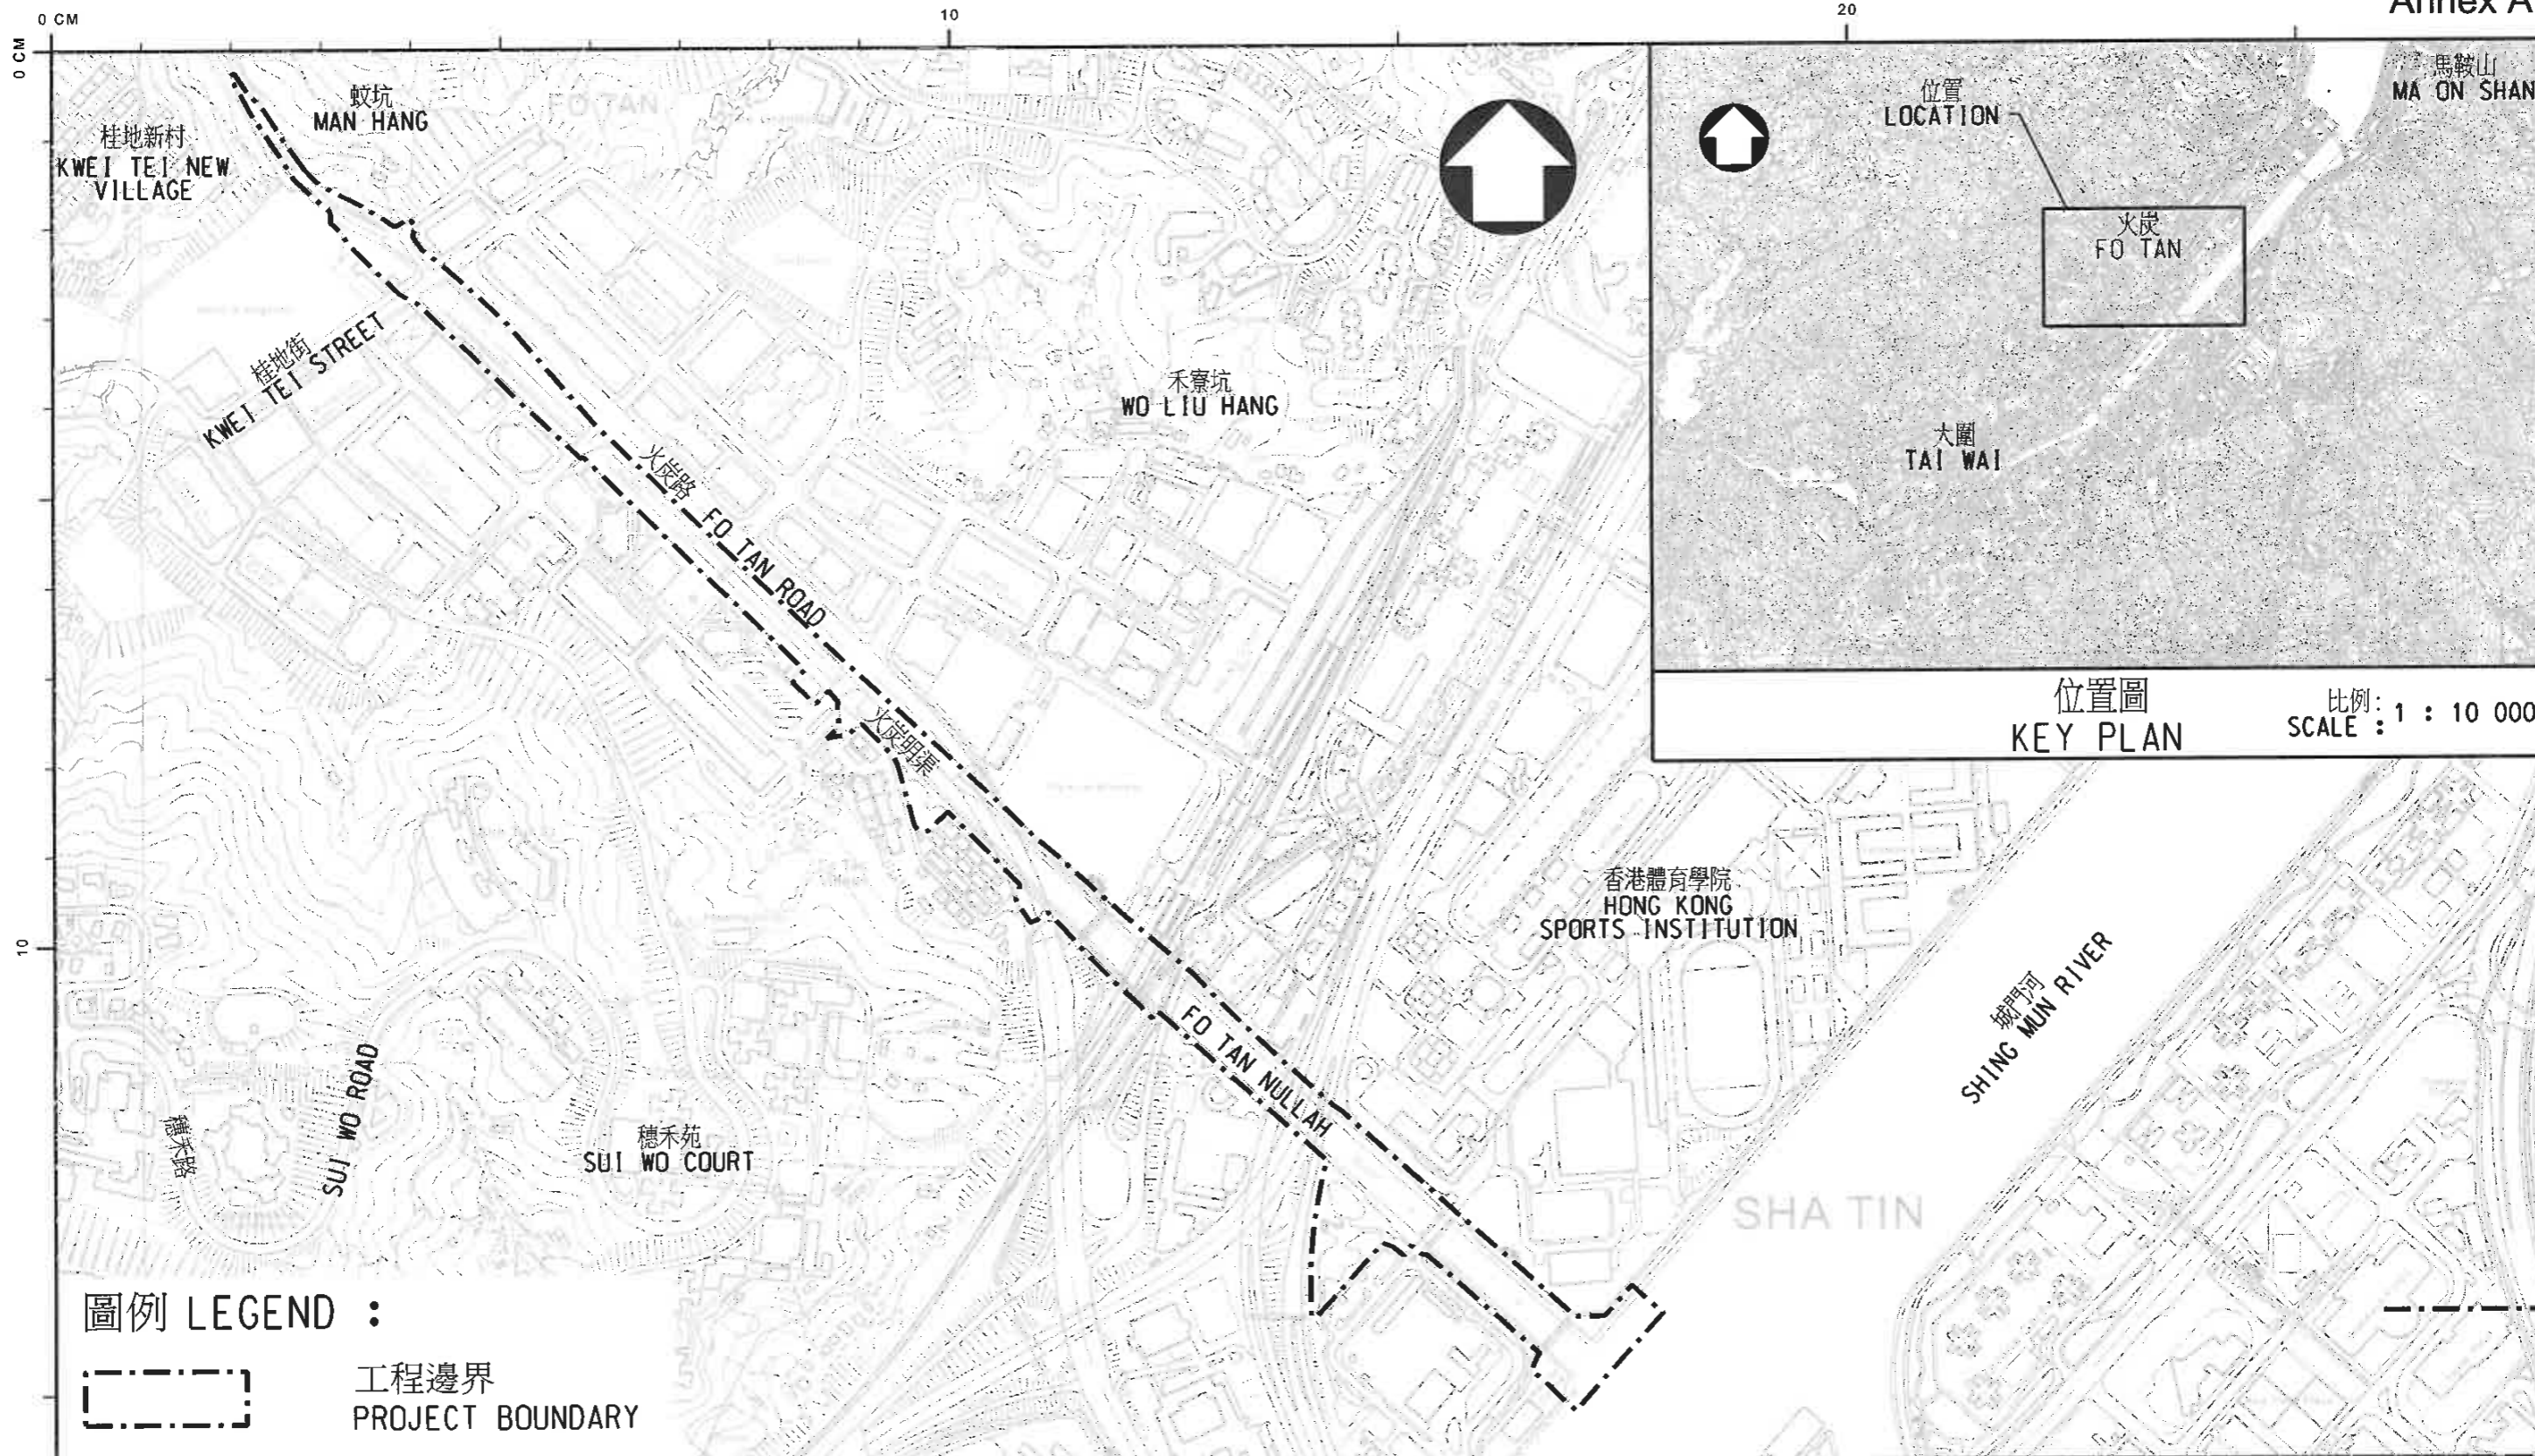 0 CM
10
20
Annex A
0 CM
10
蚊坑
MAN HANG
桂地新村
KWEI TEI NEW
VILLAGE
FO TAN
桂地街
KWEI TEI STREET
禾寮坑
WO LIU HANG
火炭路
FO TAN ROAD
火炭明渠
FO TAN NULLAH
香港體育學院
HONG KONG
SPORTS INSTITUTION
城門河
SHING MUN RIVER
SHA TIN
穗禾路
SUI WO ROAD
穗禾苑
SUI WO COURT
位置
LOCATION
馬鞍山
MA ON SHAN
火炭
FO TAN
大圍
TAI WAI
位置圖
KEY PLAN
比例:
SCALE : 1 : 10 000
圖例 LEGEND :
工程邊界
PROJECT BOUNDARY